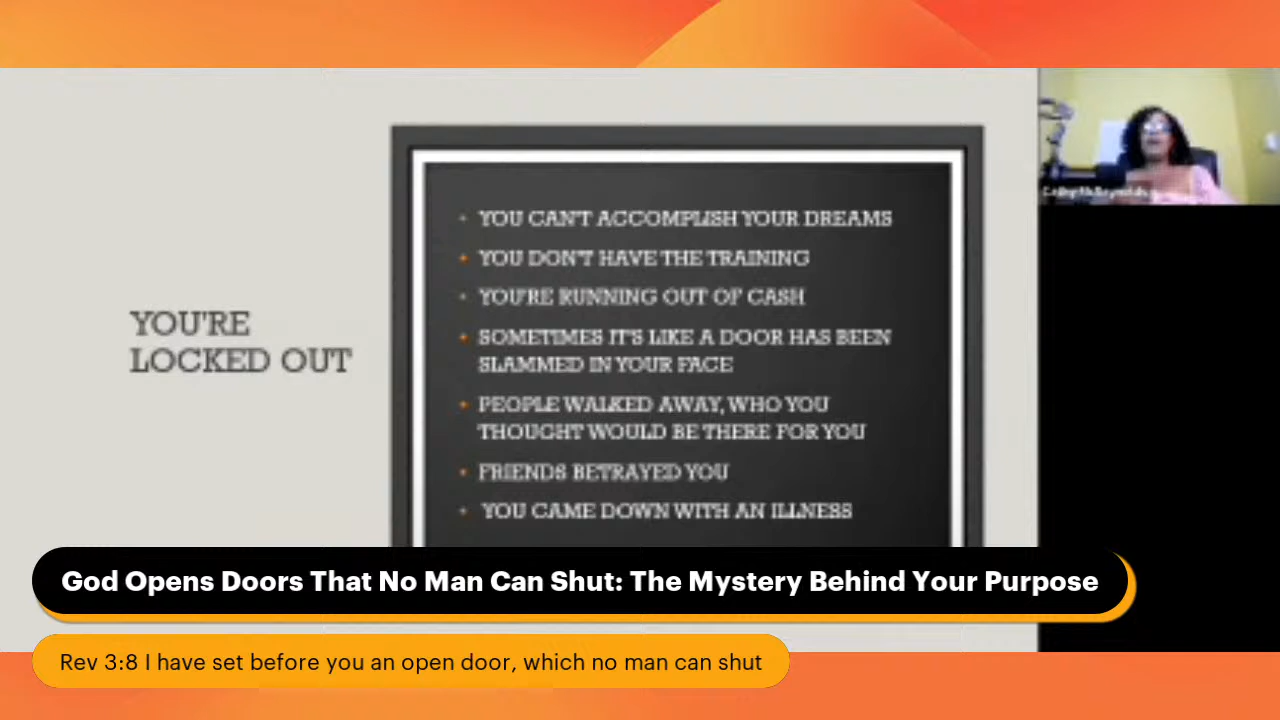 YOU'RE
LOCKED OUT
• YOU CAN'T ACCOMPLISH YOUR DREAMS
• YOU DON'T HAVE THE TRAINING
• YOU'RE RUNNING OUT OF CASH
• SOMETIMES IT'S LIKE A DOOR HAS BEEN
SLAMMED IN YOUR FACE
• PEOPLE WALKED AWAY, WHO YOU
THOUGHT WOULD BE THERE FOR YOU
• FRIENDS BETRAYED YOU
• YOU CAME DOWN WITH AN ILLNESS
God Opens Doors That No Man Can Shut: The Mystery Behind Your Purpose
Rev 3:8 I have set before you an open door, which no man can shut